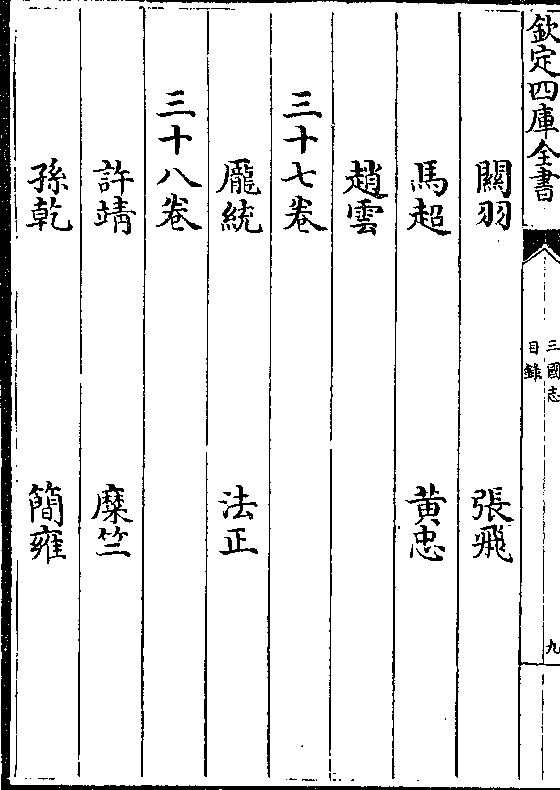 欽定四庫全書
三國志
目錄
九
關羽 張飛
馬超 黄忠
趙雲
三十七卷
龐統 法正
三十八卷
許靖 糜竺
孫乾 簡雍